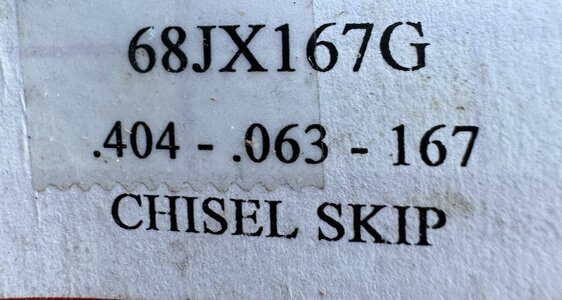 68JX167G
.404 - .063 - 167
CHISEL SKIP